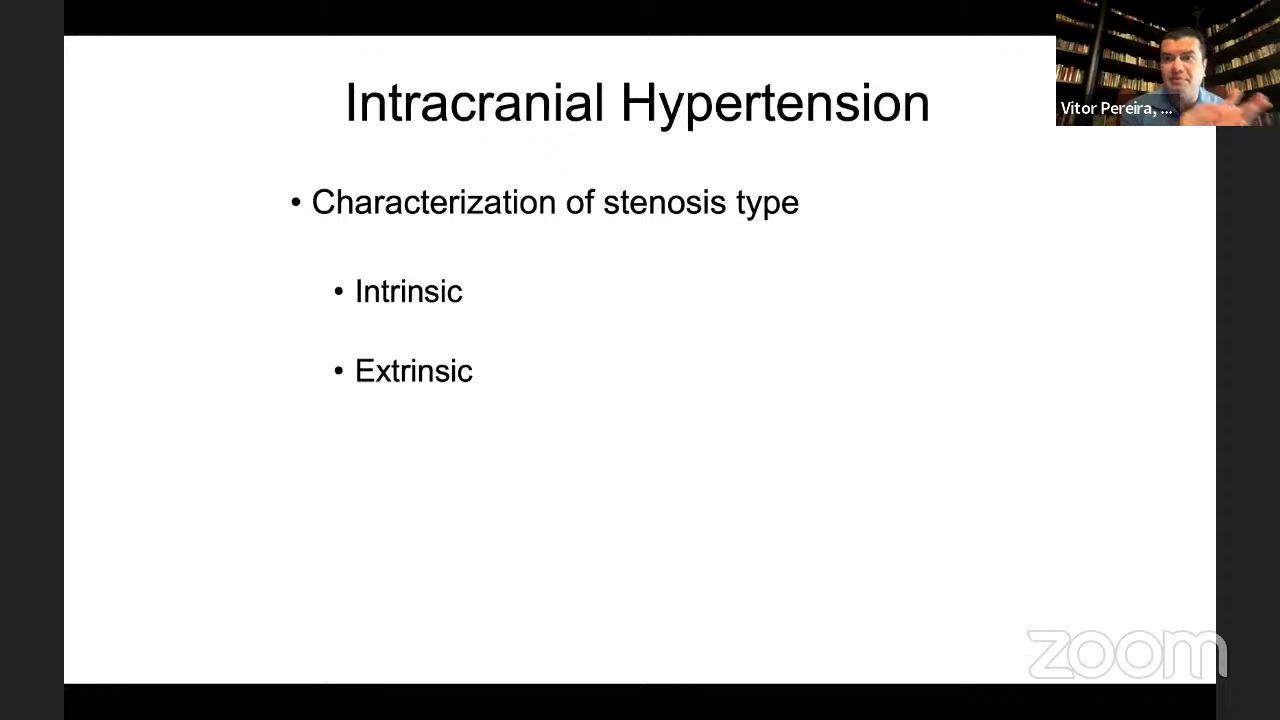 Intracranial Hypertension
Vitor Pereira, ...
• Characterization of stenosis type
• Intrinsic
• Extrinsic
zoom